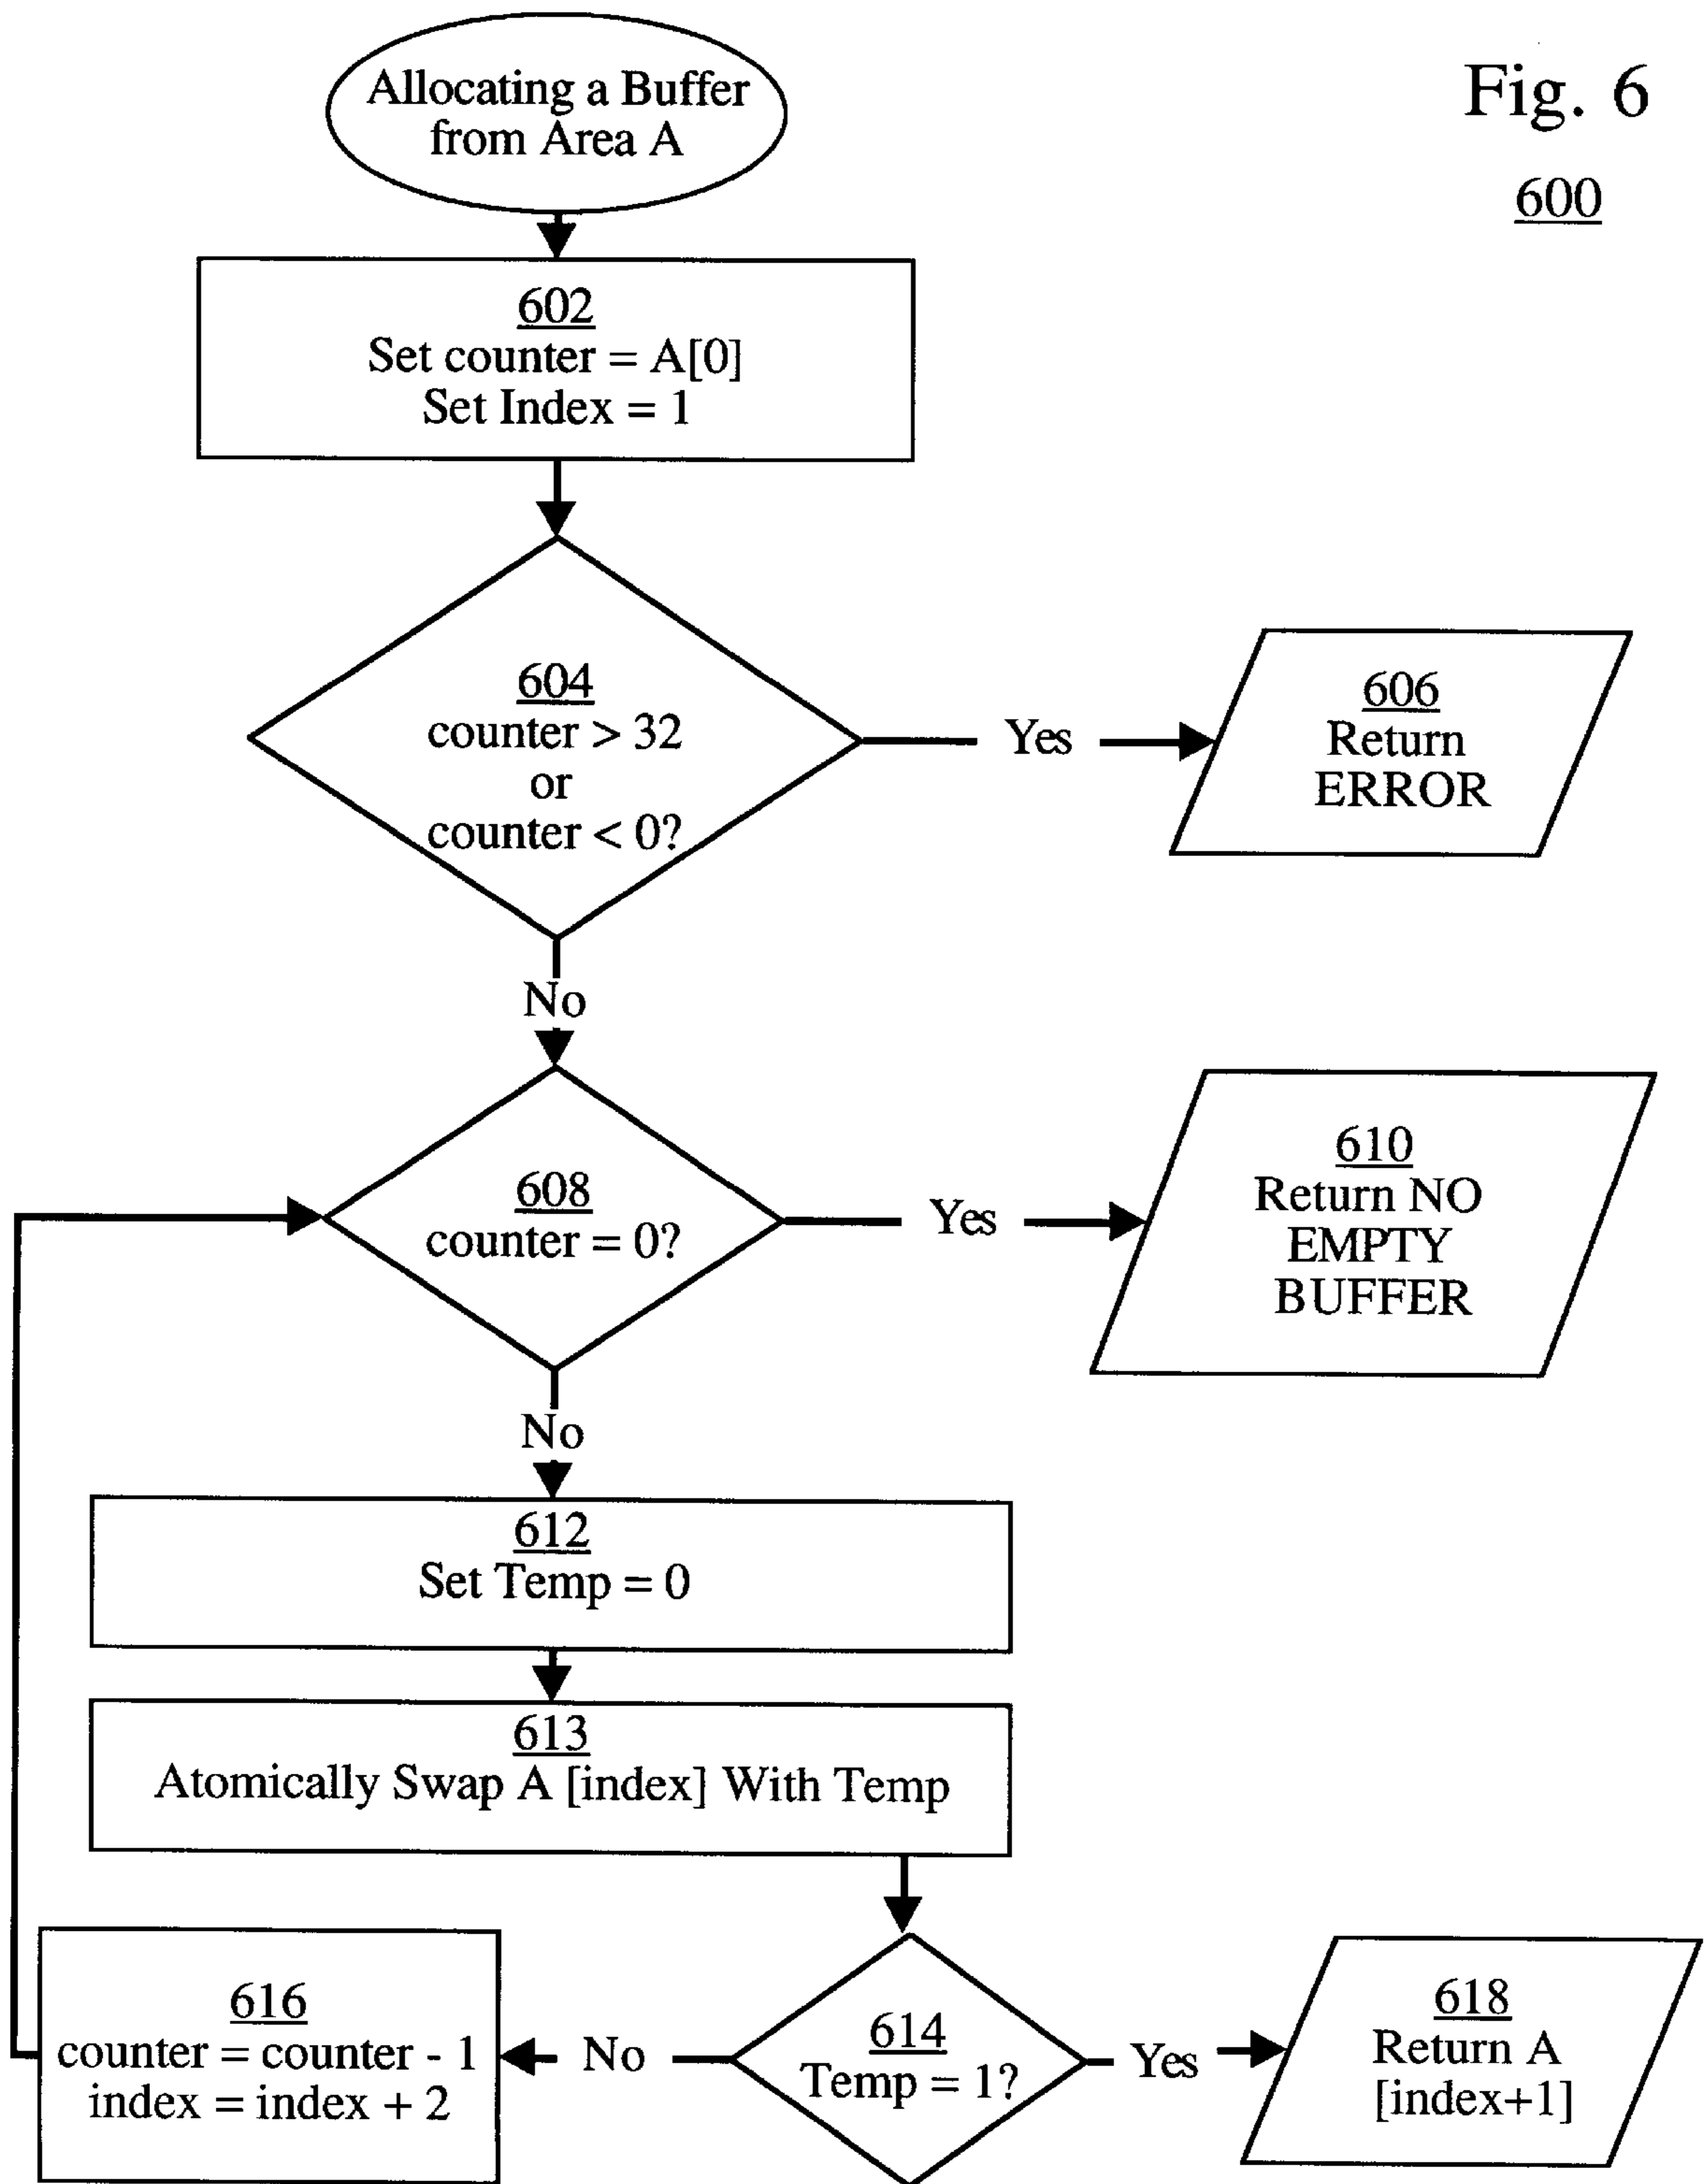 Allocating a Buffer
from Area A
Fig. 6
600
602
Set counter = A[0]
Set Index = 1
604
counter > 32
or
counter < 0?
Yes
606
Return
ERROR
No
608
counter = 0?
Yes
610
Return NO
EMPTY
BUFFER
No
612
Set Temp = 0
613
Atomically Swap A [index] With Temp
616
counter = counter - 1
index = index + 2
No
614
Temp = 1?
Yes
618
Return A
[index+1]